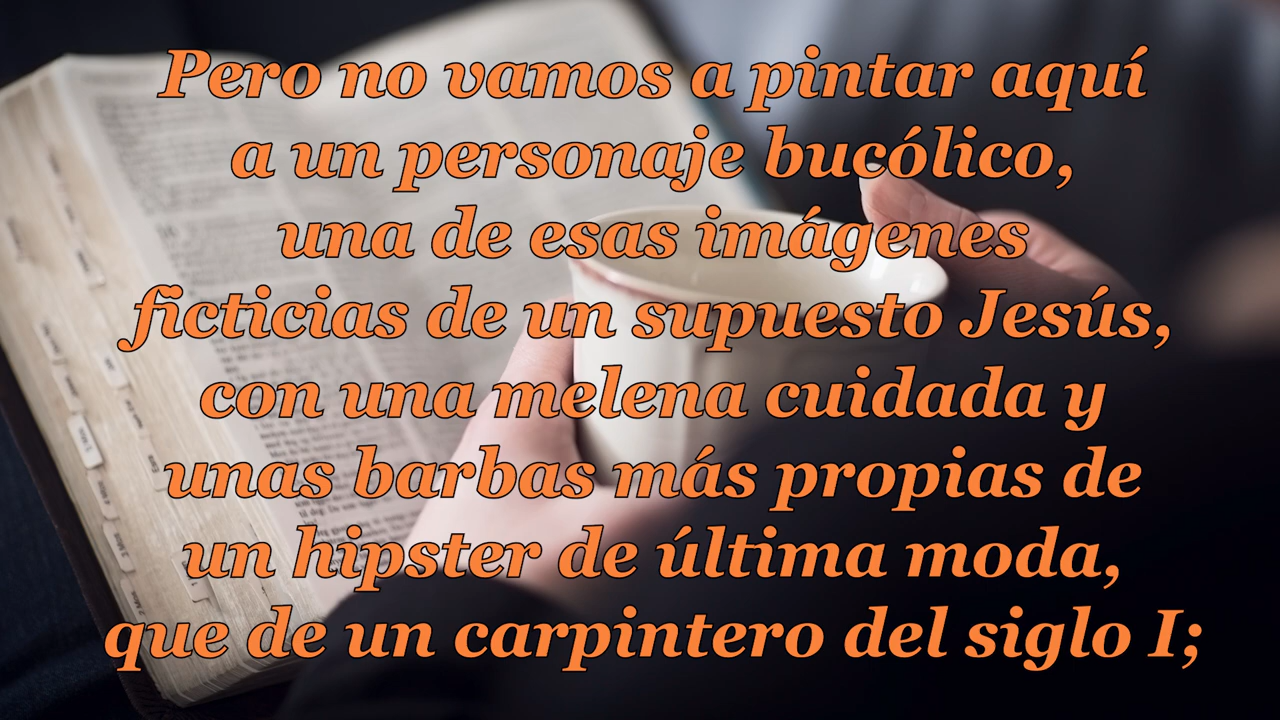 Pero no vamos a pintar aquí
a un personaje bucólico,
una de esas imágenes
ficticias de un supuesto Jesús,
con una melena cuidada y
unas barbas más propias de
un hipster de última moda,
que de un carpintero del siglo I;